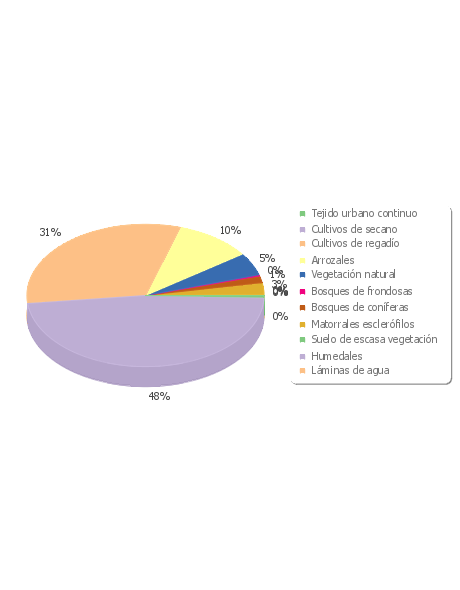 31%
10%
5%
0%
1%
3%
0%
48%
Tejido urbano continuo
Cultivos de secano
Cultivos de regadío
Arrozales
Vegetación natural
Bosques de frondosas
Bosques de coníferas
Matorrales esclerófilos
Suelo de escasa vegetación
Humedales
Láminas de agua